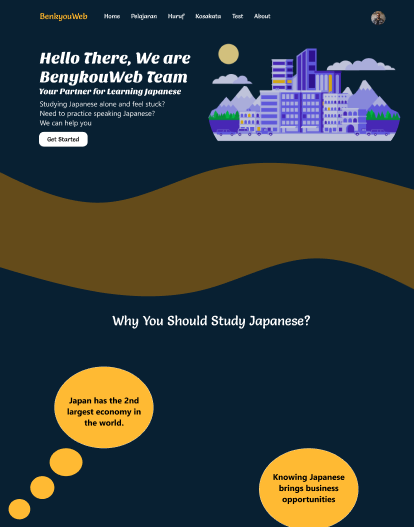 BenkyouWeb Home Pelajaran Huruf Kosakata Test About
Hello There, We are
BenykouWeb Team
Your Partner for Learning Japanese
Studying Japanese alone and feel stuck?
Need to practice speaking Japanese?
We can help you
Get Started
Why You Should Study Japanese?
Japan has the 2nd
largest economy in
the world.
Knowing Japanese
brings business
opportunities